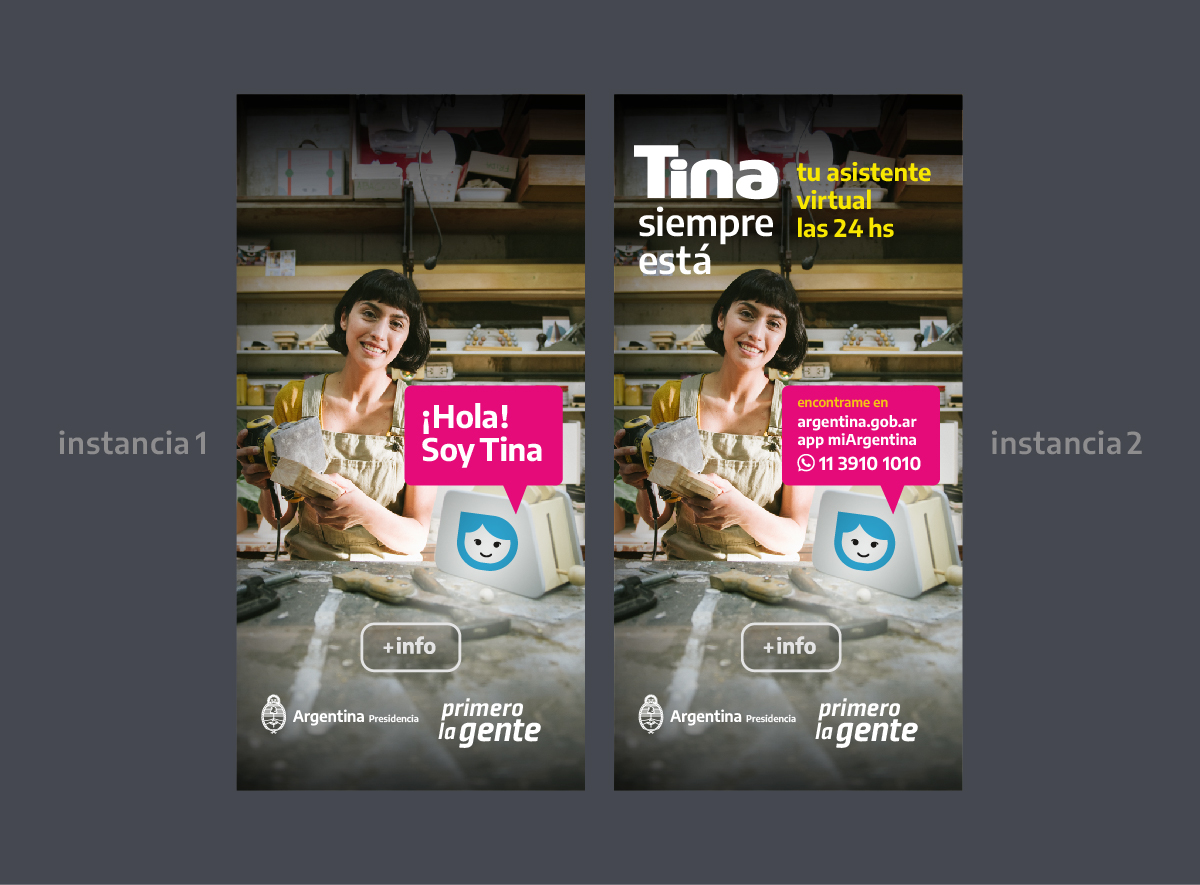 instancia 1
¡Hola!
Soy Tina
+info
Argentina Presidencia
primero
la gente
Tina
siempre
está
tu asistente
virtual
las 24 hs
encontrame en
argentina.gob.ar
app miArgentina
11 3910 1010
+info
Argentina Presidencia
primero
la gente
instancia 2